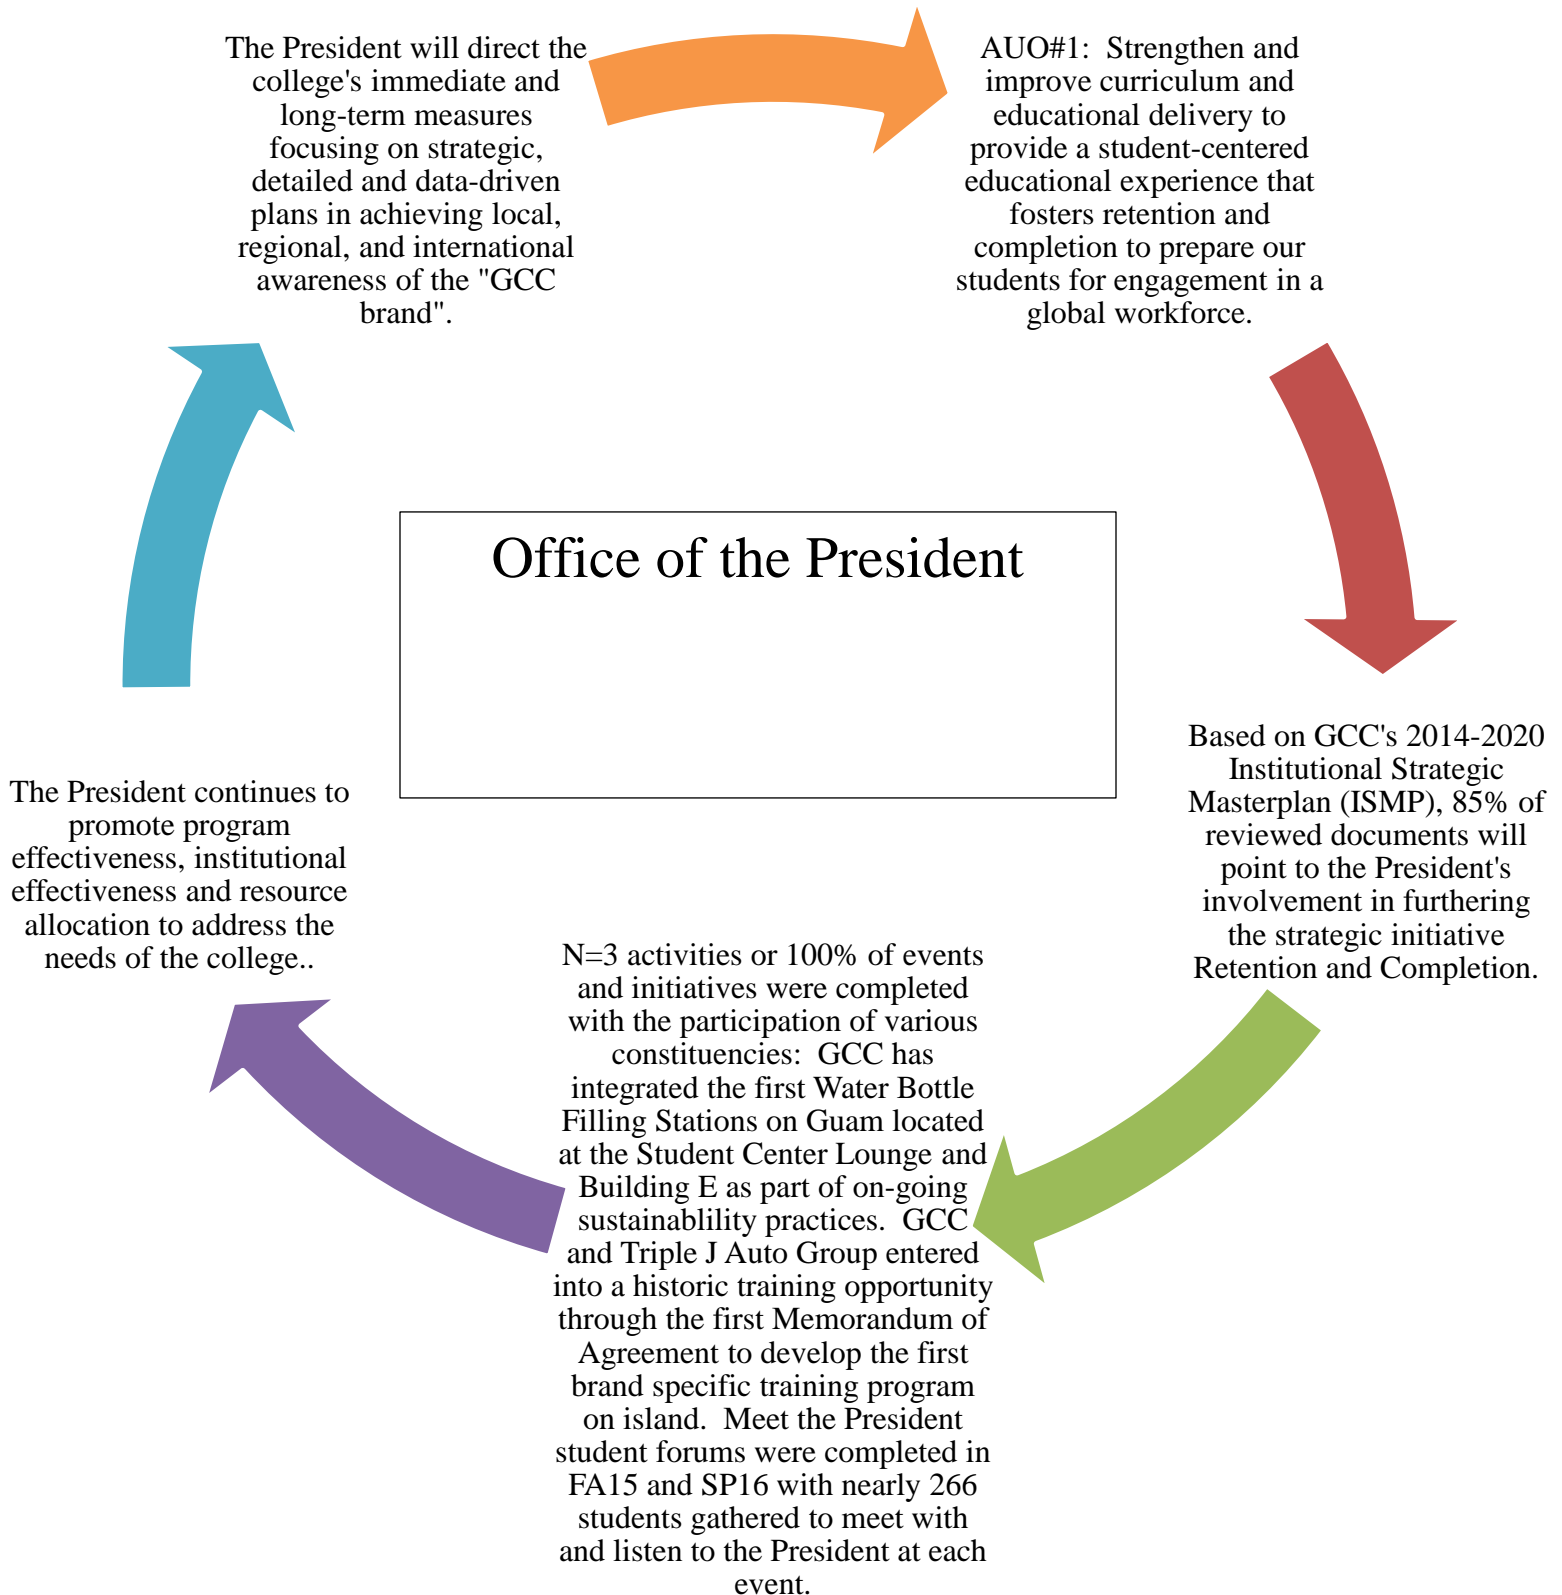 The President will direct the
college's immediate and
long-term measures
focusing on strategic,
detailed and data-driven
plans in achieving local,
regional, and international
awareness of the "GCC
brand".
AUO#1:  Strengthen and
improve curriculum and
educational delivery to
provide a student-centered
educational experience that
fosters retention and
completion to prepare our
students for engagement in a
global workforce.
Office of the President
Based on GCC's 2014-2020
Institutional Strategic
Masterplan (ISMP), 85% of
reviewed documents will
point to the President's
involvement in furthering
the strategic initiative
Retention and Completion.
N=3 activities or 100% of events
and initiatives were completed
with the participation of various
constituencies:  GCC has
integrated the first Water Bottle
Filling Stations on Guam located
at the Student Center Lounge and
Building E as part of on-going
sustainablility practices.  GCC
and Triple J Auto Group entered
into a historic training opportunity
through the first Memorandum of
Agreement to develop the first
brand specific training program
on island.  Meet the President
student forums were completed in
FA15 and SP16 with nearly 266
students gathered to meet with
and listen to the President at each
event.
The President continues to
promote program
effectiveness, institutional
effectiveness and resource
allocation to address the
needs of the college..